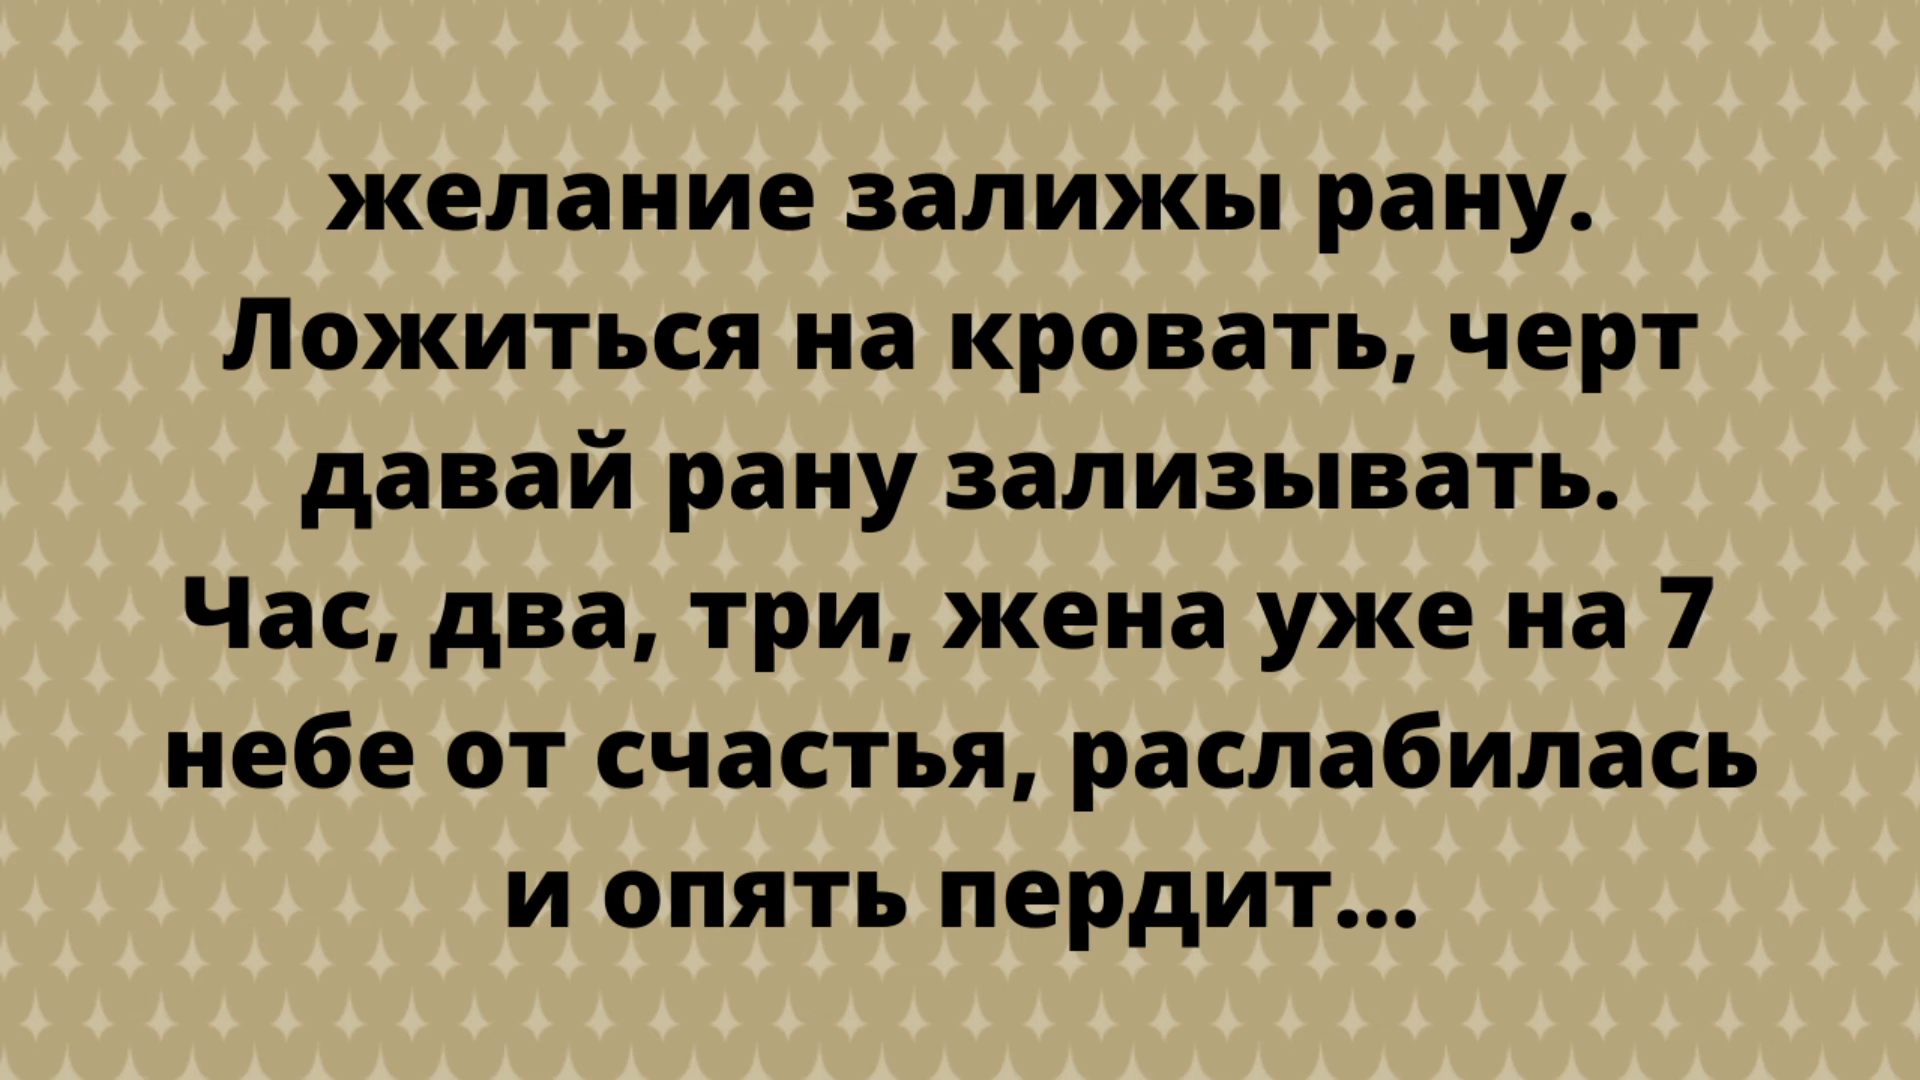 желание залижы рану.
Ложиться на кровать, черт
давай рану зализывать.
Час, два, три, жена уже на 7
небе от счастья, раслабилась
и опять пердит...